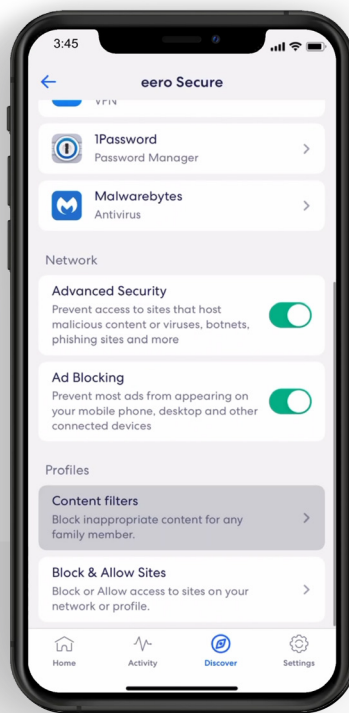 3:45
eero Secure
VPN
1Password
Password Manager
Malwarebytes
Antivirus
Network
Advanced Security
Prevent access to sites that host
malicious content or viruses, botnets,
phishing sites and more
Ad Blocking
Prevent most ads from appearing on
your mobile phone, desktop and other
connected devices
Profiles
Content filters
Block inappropriate content for any
family member.
Block & Allow Sites
Block or Allow access to sites on your
network or profile.
Home Activity Discover Settings